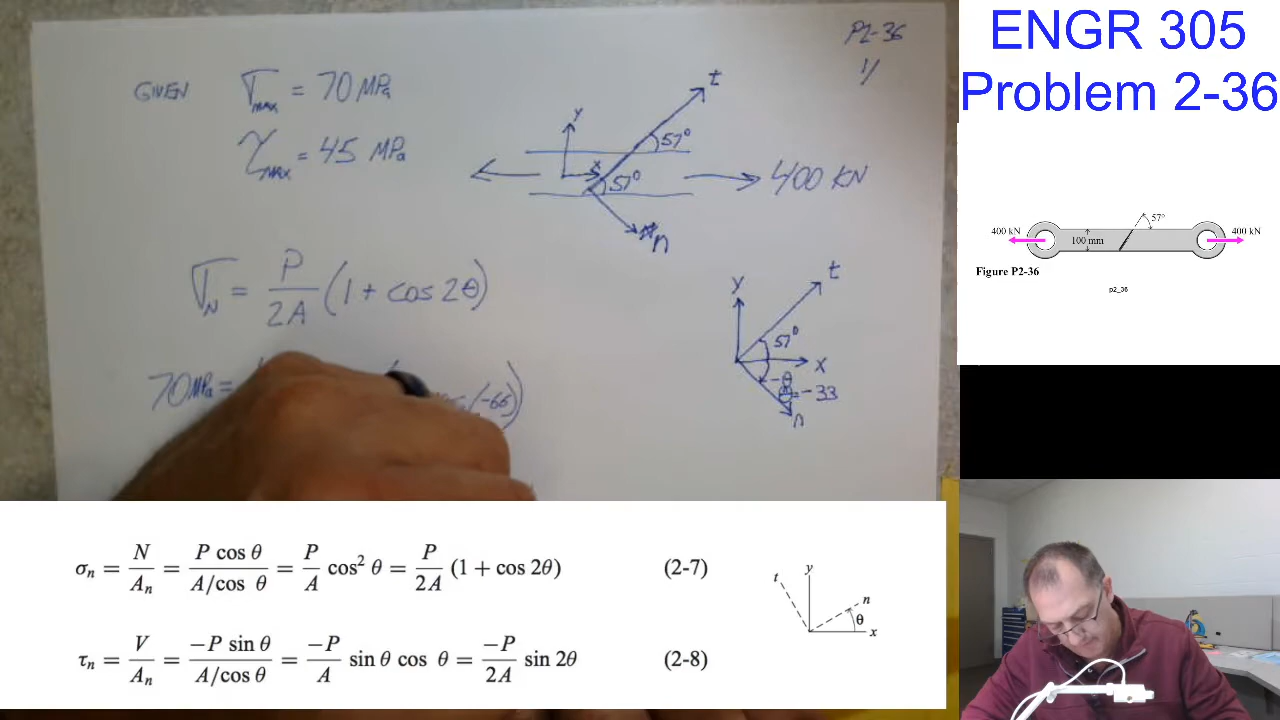 GIVEN σmax = 70 MPa
τmax = 45 MPa
P2-36
1/
t
y
x
57°
57°
n
400 KN
σN = P/2A (1 + cos 2θ)
70 MPa =
(-66))
y
t
57°
x
-θ
θ = -33
n
ENGR 305
Problem 2-36
57°
400 kN
100 mm
400 kN
Figure P2-36
p2_36
σn = N/An = P cos θ/A/cos θ = P/A cos² θ = P/2A (1 + cos 2θ) (2-7)
τn = V/An = −P sin θ/A/cos θ = −P/A sin θ cos θ = −P/2A sin 2θ (2-8)
t
y
n
θ
x